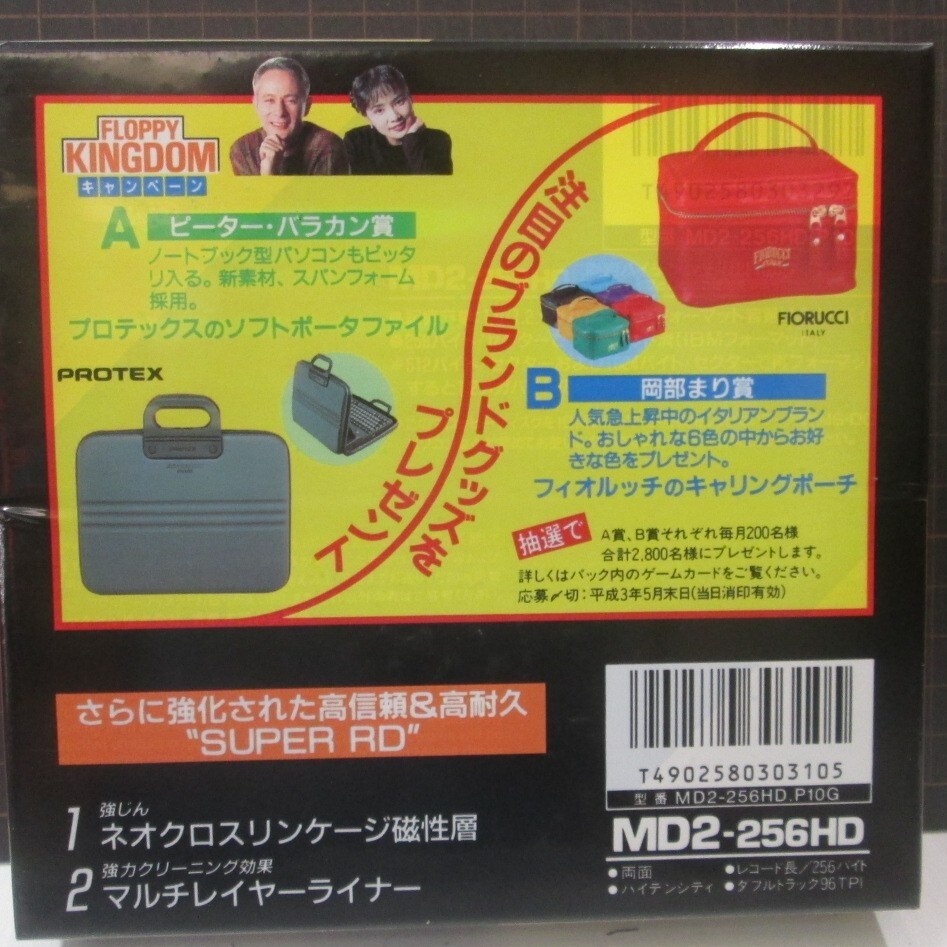 FLOPPY
KINGDOM
キャンペーン
A ピーター・バラカン賞
ノートブック型パソコンもピッタ
リ入る。新素材、スパンフォーム
採用。
プロテックスのソフトポータファイル
PROTEX
PROTEX
注目のブランドグッズを
プレゼント
FIORUCCI
FIORUCCI
ITALY
B 岡部まり賞
人気急上昇中のイタリアンブラン
ド。おしゃれな6色の中からお好
きな色をプレゼント。
フィオルッチのキャリングポーチ
抽選で
A賞、B賞それぞれ毎月200名様
合計2,800名様にプレゼントします。
詳しくはパック内のゲームカードをご覧ください。
応募〆切：平成3年5月末日(当日消印有効)
さらに強化された高信頼&高耐久
"SUPER RD"
1 強じん
ネオクロスリンケージ磁性層
2 強力クリーニング効果
マルチレイヤーライナー
T4902580303105
型番 MD2-256HD.P10G
MD2-256HD
●両面
●ハイデンシティ
●レコード長／256バイト
●ダブルトラック96TPI